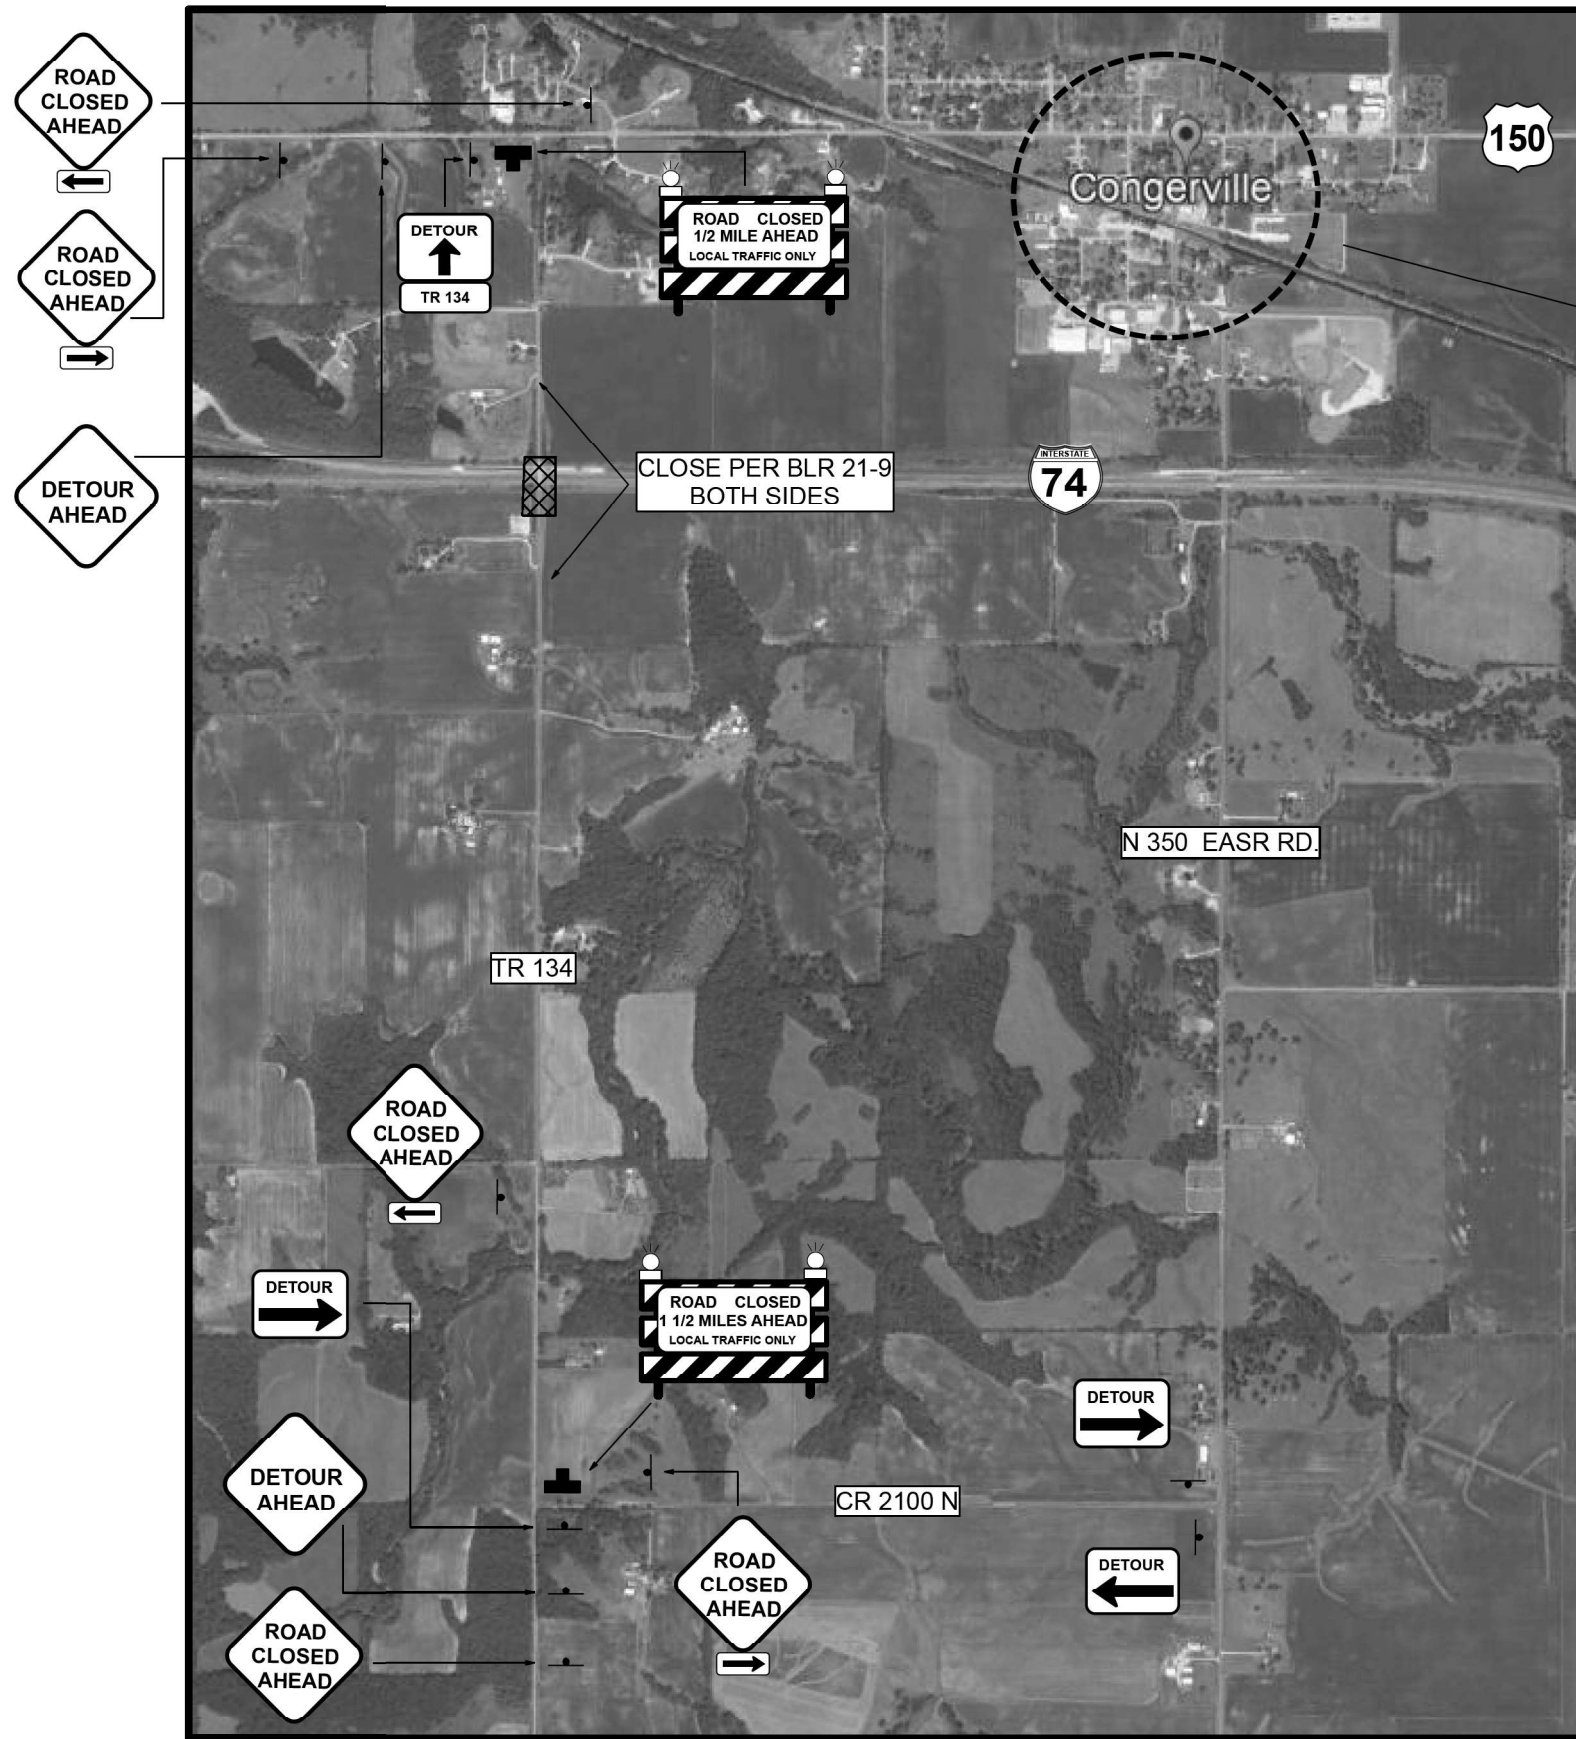 ROAD
CLOSED
AHEAD
150
Congerville
ROAD CLOSED
1/2 MILE AHEAD
LOCAL TRAFFIC ONLY
DETOUR
TR 134
ROAD
CLOSED
AHEAD
CLOSE PER BLR 21-9
BOTH SIDES
INTERSTATE
74
DETOUR
AHEAD
N 350 EASR RD.
TR 134
ROAD
CLOSED
AHEAD
DETOUR
ROAD CLOSED
1 1/2 MILES AHEAD
LOCAL TRAFFIC ONLY
DETOUR
DETOUR
AHEAD
CR 2100 N
ROAD
CLOSED
AHEAD
DETOUR
ROAD
CLOSED
AHEAD